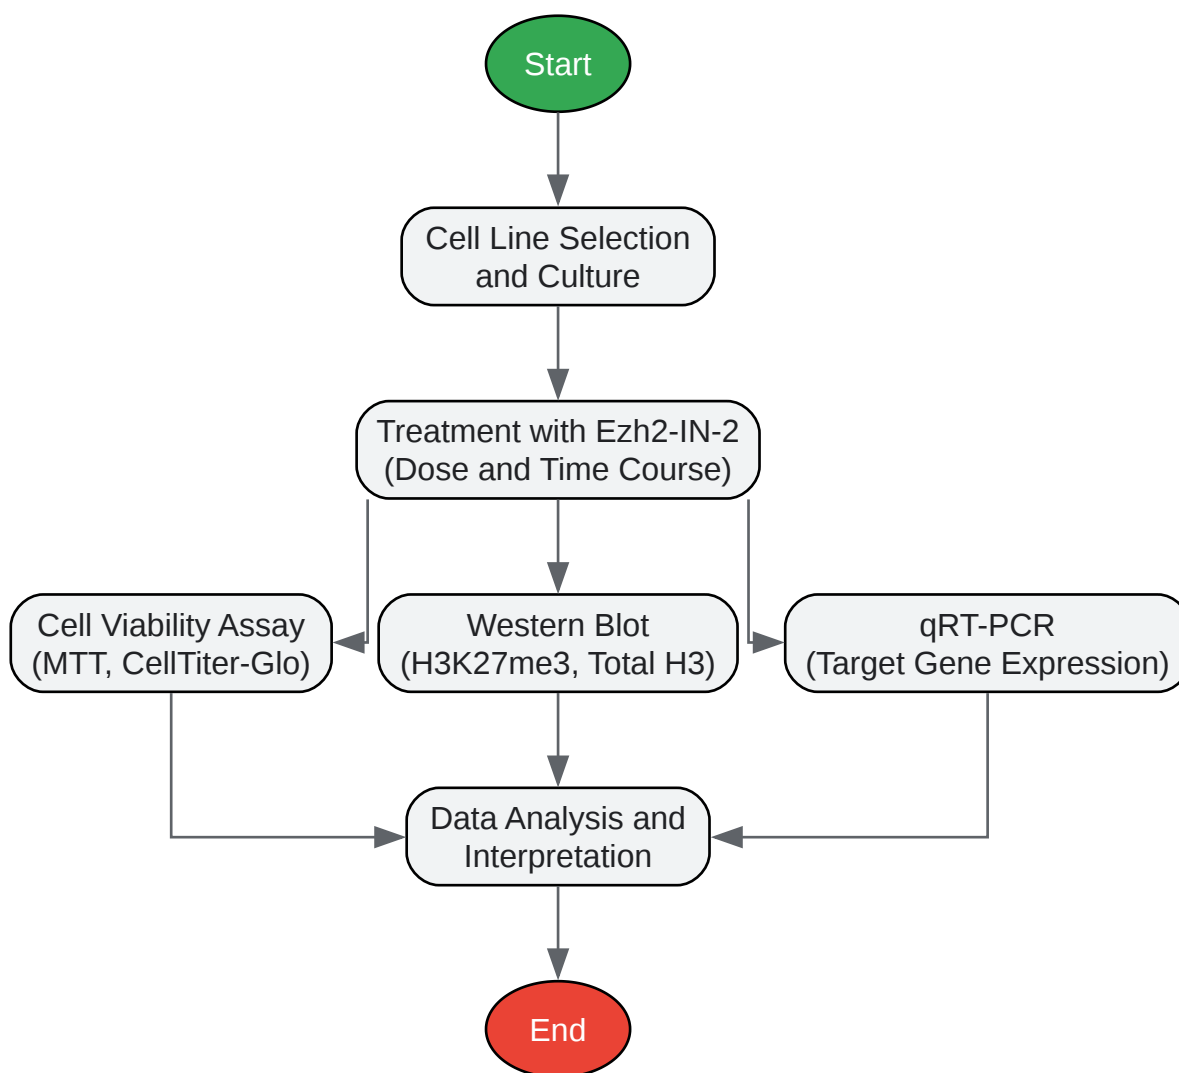 Start
Cell Line Selection
and Culture
Treatment with Ezh2-IN-2
(Dose and Time Course)
Cell Viability Assay
(MTT, CellTiter-Glo)
Western Blot
(H3K27me3, Total H3)
qRT-PCR
(Target Gene Expression)
Data Analysis and
Interpretation
End